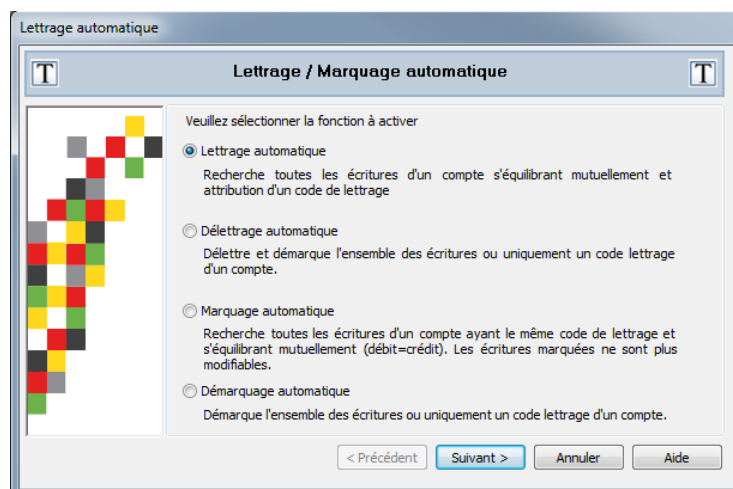 Lettrage automatique
T
Lettrage / Marquage automatique
T
Veuillez sélectionner la fonction à activer
Lettrage automatique
Recherche toutes les écritures d'un compte s'équilibrant mutuellement et
attribution d'un code de lettrage
Délettrage automatique
Délettre et démarque l'ensemble des écritures ou uniquement un code lettrage
d'un compte.
Marquage automatique
Recherche toutes les écritures d'un compte ayant le même code de lettrage et
s'équilibrant mutuellement (débit=crédit). Les écritures marquées ne sont plus
modifiables.
Démarquage automatique
Démarque l'ensemble des écritures ou uniquement un code lettrage d'un compte.
< Précédent Suivant > Annuler Aide